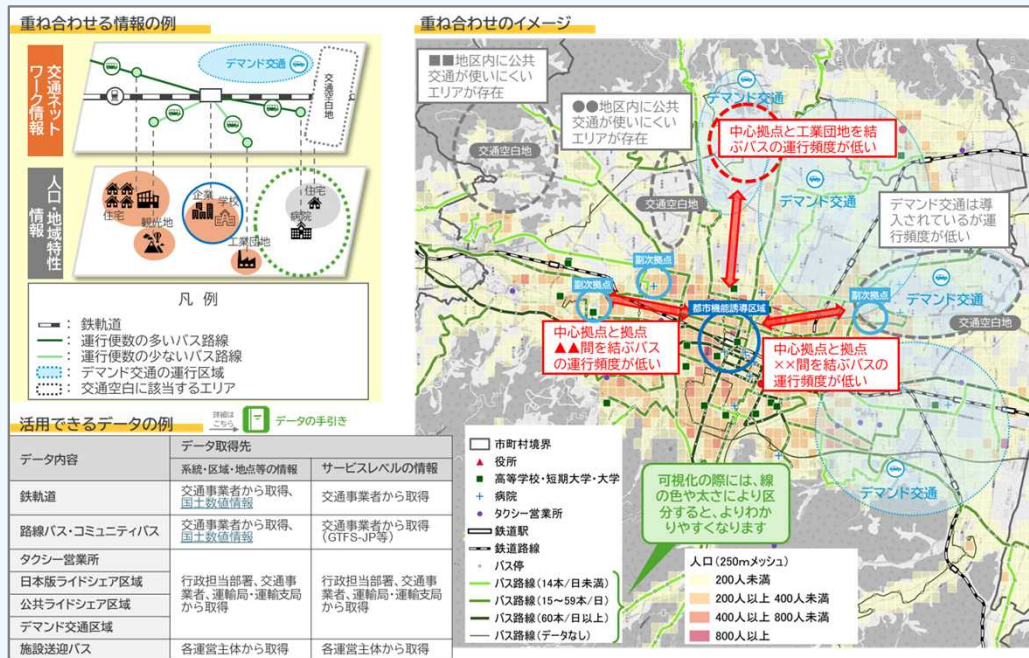 重ね合わせる情報の例
交通ネット
ワーク情報
デマンド交通
交通空白地
人口・地域特性
情報
住宅
観光地
企業
学校
工業団地
病院
住宅
凡 例
： 鉄軌道
： 運行便数の多いバス路線
： 運行便数の少ないバス路線
： デマンド交通の運行区域
： 交通空白に該当するエリア
活用できるデータの例
詳細は
こちら
データの手引き
データ内容
データ取得先
系統・区域・地点等の情報
サービスレベルの情報
鉄軌道
交通事業者から取得、
国土数値情報
交通事業者から取得
路線バス・コミュニティバス
交通事業者から取得、
国土数値情報
交通事業者から取得
(GTFS-JP等)
タクシー営業所
日本版ライドシェア区域
公共ライドシェア区域
デマンド交通区域
行政担当部署、交通事
業者、運輸局・運輸支局
から取得
行政担当部署、交通事
業者、運輸局・運輸支局
から取得
施設送迎バス
各運営主体から取得
各運営主体から取得
重ね合わせのイメージ
■■地区内に公共
交通が使いにくい
エリアが存在
●●地区内に公共
交通が使いにくい
エリアが存在
デマンド交通
中心拠点と工業団地を結
ぶバスの運行頻度が低い
交通空白地
交通空白地
デマンド交通
デマンド交通
デマンド交通は導
入されているが運
行頻度が低い
副次拠点
副次拠点
都市機能誘導区域
副次拠点
デマンド交通
交通空白地
中心拠点と拠点
▲▲間を結ぶバス
の運行頻度が低い
中心拠点と拠点
××間を結ぶバスの
運行頻度が低い
デマンド交通
市町村境界
役所
高等学校・短期大学・大学
病院
タクシー営業所
鉄道駅
鉄道路線
バス停
バス路線(14本/日未満)
バス路線(15～59本/日)
バス路線(60本/日以上)
バス路線(データなし)
可視化の際には、線
の色や太さにより区
分すると、よりわか
りやすくなります
人口(250mメッシュ)
200人未満
200人以上 400人未満
400人以上 800人未満
800人以上